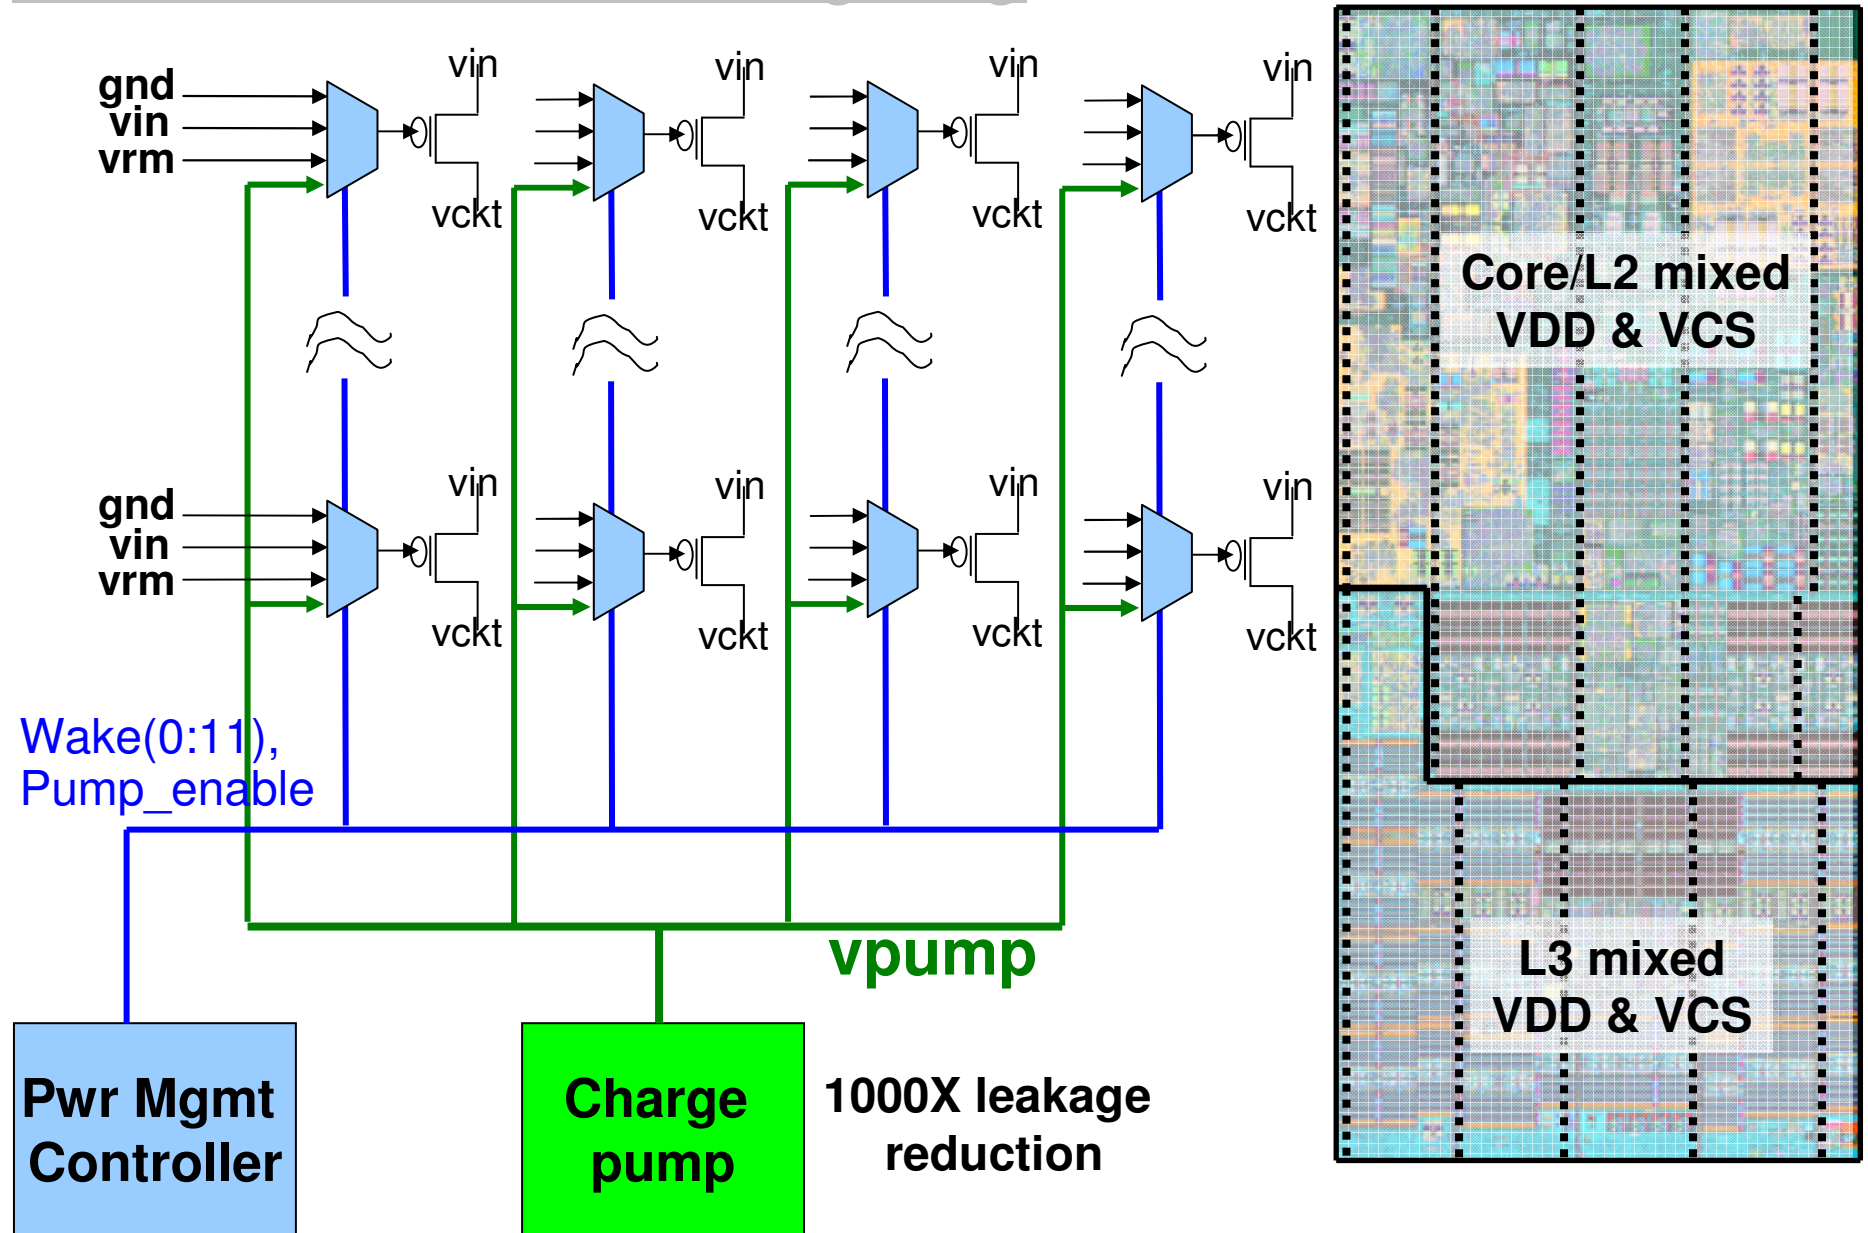 vin
vin
vin
vin
gnd
vin
vrm
vckt
vckt
vckt
vckt
Core/L2 mixed
VDD & VCS
vin
vin
vin
vin
gnd
vin
vrm
vckt
vckt
vckt
vckt
Wake(0:11),
Pump_enable
vpump
L3 mixed
VDD & VCS
Pwr Mgmt
Controller
Charge
pump
1000X leakage
reduction